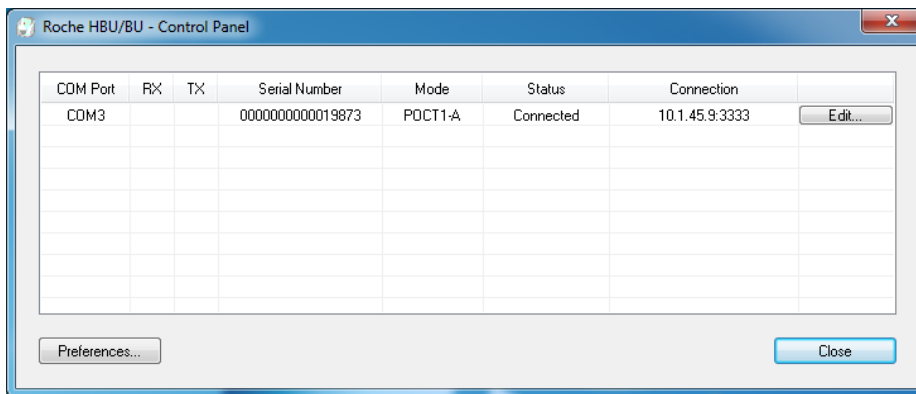 Roche HBU/BU - Control Panel
COM Port RX TX Serial Number Mode Status Connection
COM3 0000000000019873 POCT1-A Connected 10.1.45.9:3333 Edit...
Preferences... Close